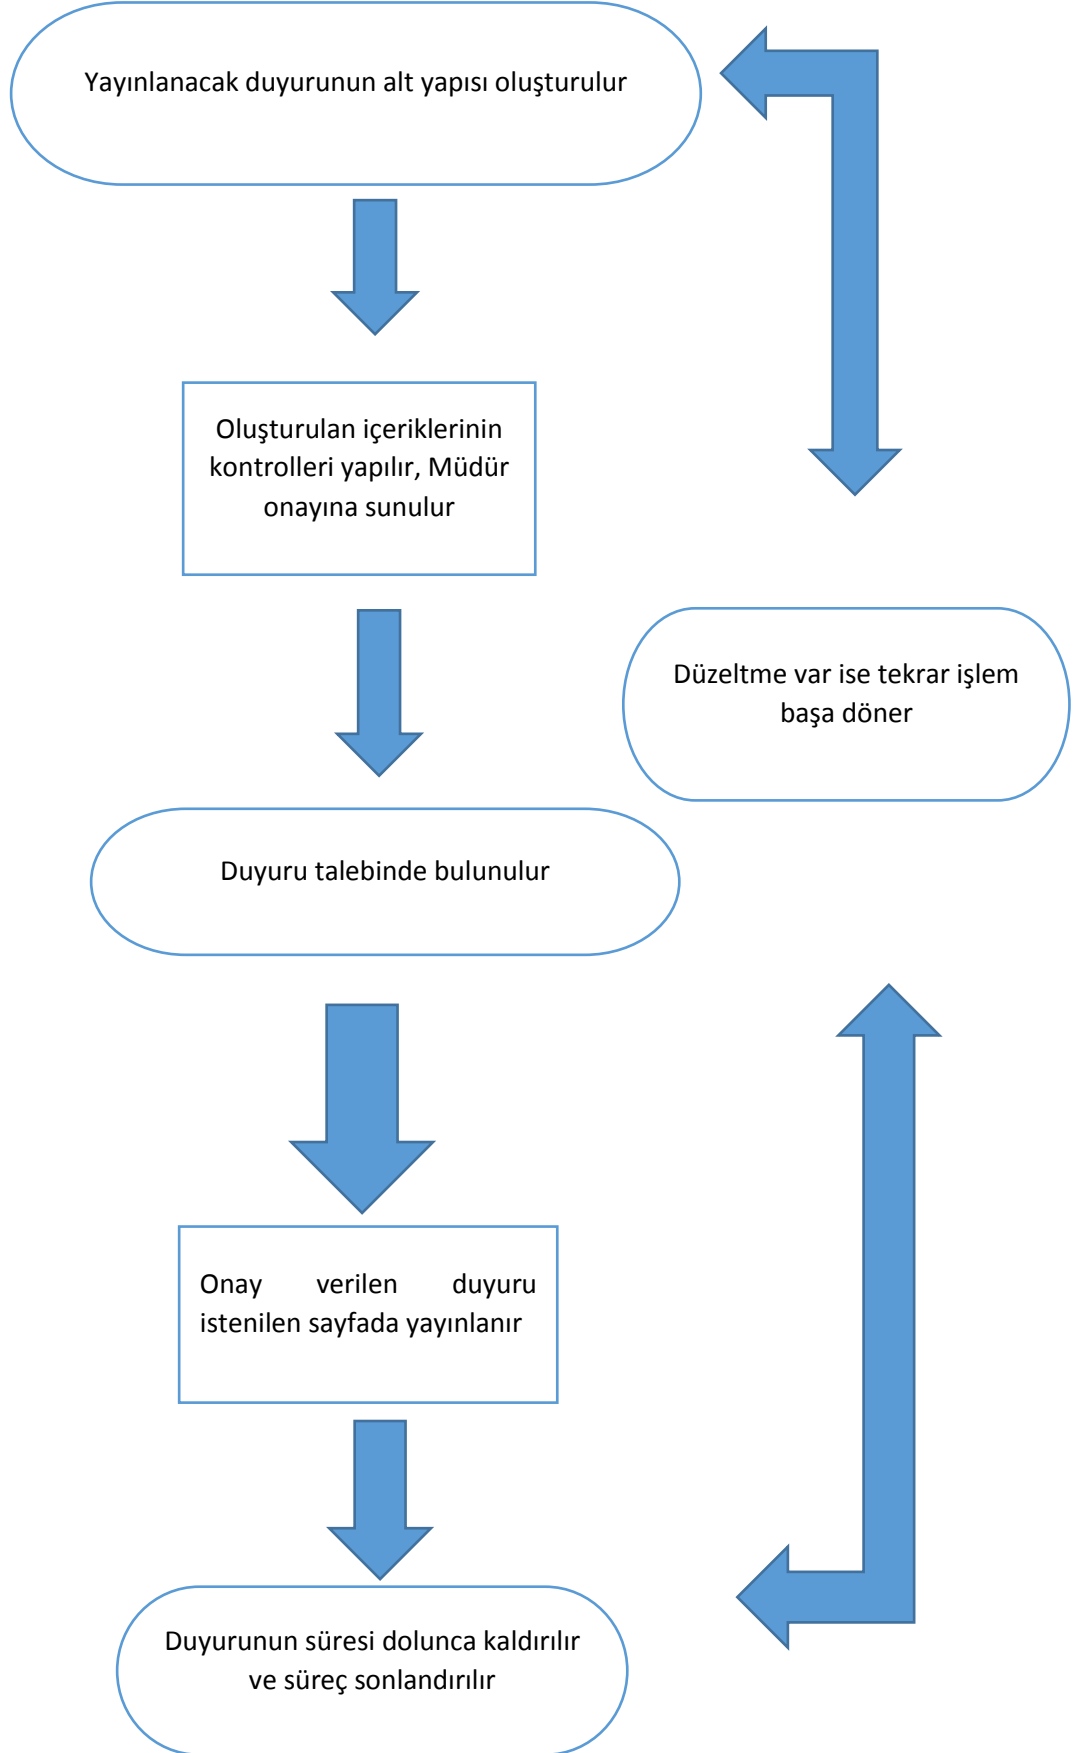 Yayınlanacak duyurunun alt yapısı oluşturulur
Oluşturulan içeriklerinin
kontrolleri yapılır, Müdür
onayına sunulur
Düzeltme var ise tekrar işlem
başa döner
Duyuru talebinde bulunulur
Onay verilen duyuru
istenilen sayfada yayınlanır
Duyurunun süresi dolunca kaldırılır
ve süreç sonlandırılır